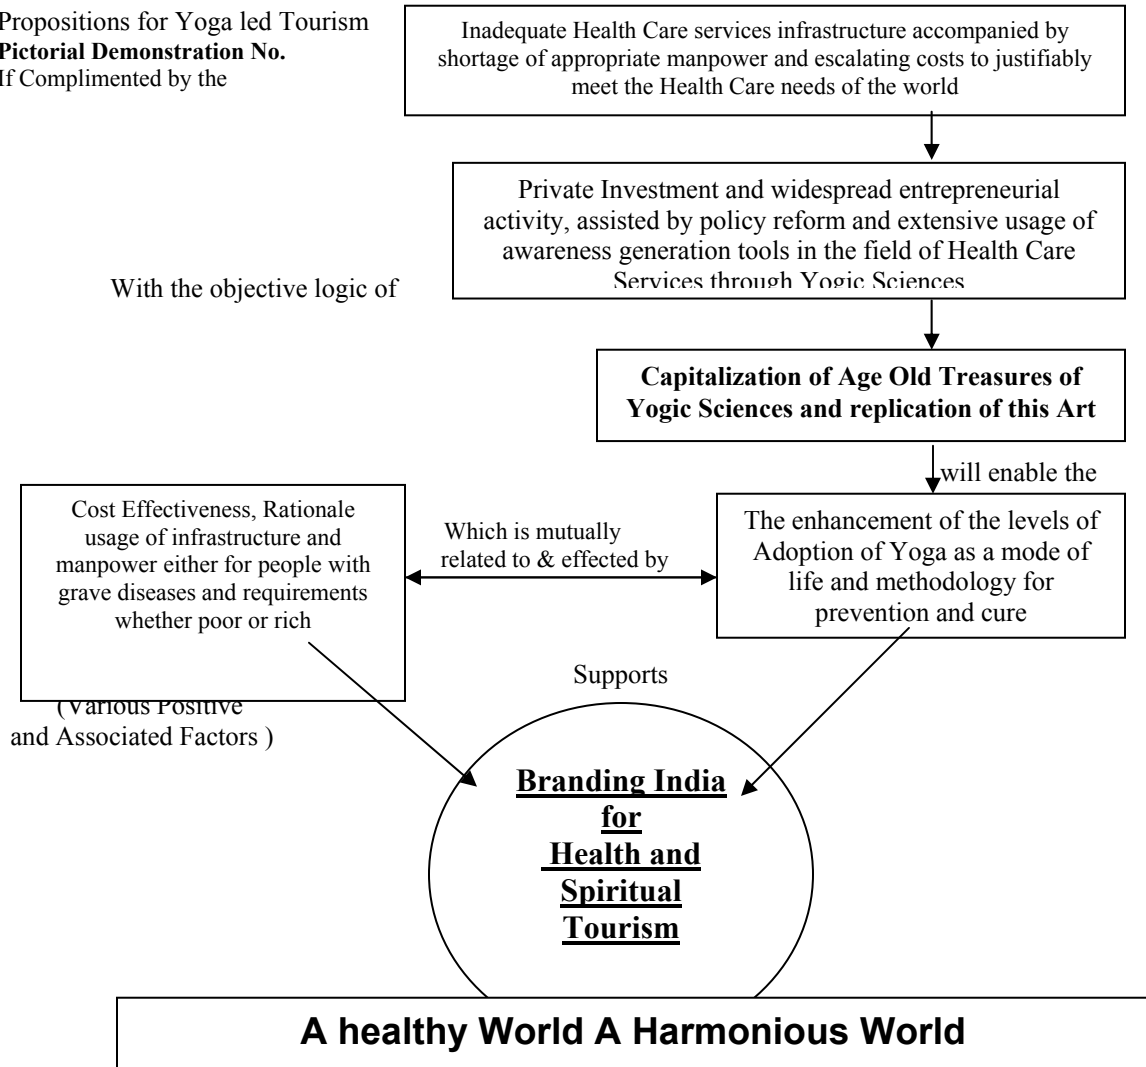 Propositions for Yoga led Tourism
Pictorial Demonstration No.
If Complimented by the
Inadequate Health Care services infrastructure accompanied by
shortage of appropriate manpower and escalating costs to justifiably
meet the Health Care needs of the world
Private Investment and widespread entrepreneurial
activity, assisted by policy reform and extensive usage of
awareness generation tools in the field of Health Care
Services through Yogic Sciences
With the objective logic of
Capitalization of Age Old Treasures of
Yogic Sciences and replication of this Art
will enable the
Cost Effectiveness, Rationale
usage of infrastructure and
manpower either for people with
grave diseases and requirements
whether poor or rich
Which is mutually
related to & effected by
The enhancement of the levels of
Adoption of Yoga as a mode of
life and methodology for
prevention and cure
Supports
(Various Positive
and Associated Factors )
Branding India
for
Health and
Spiritual
Tourism
A healthy World A Harmonious World